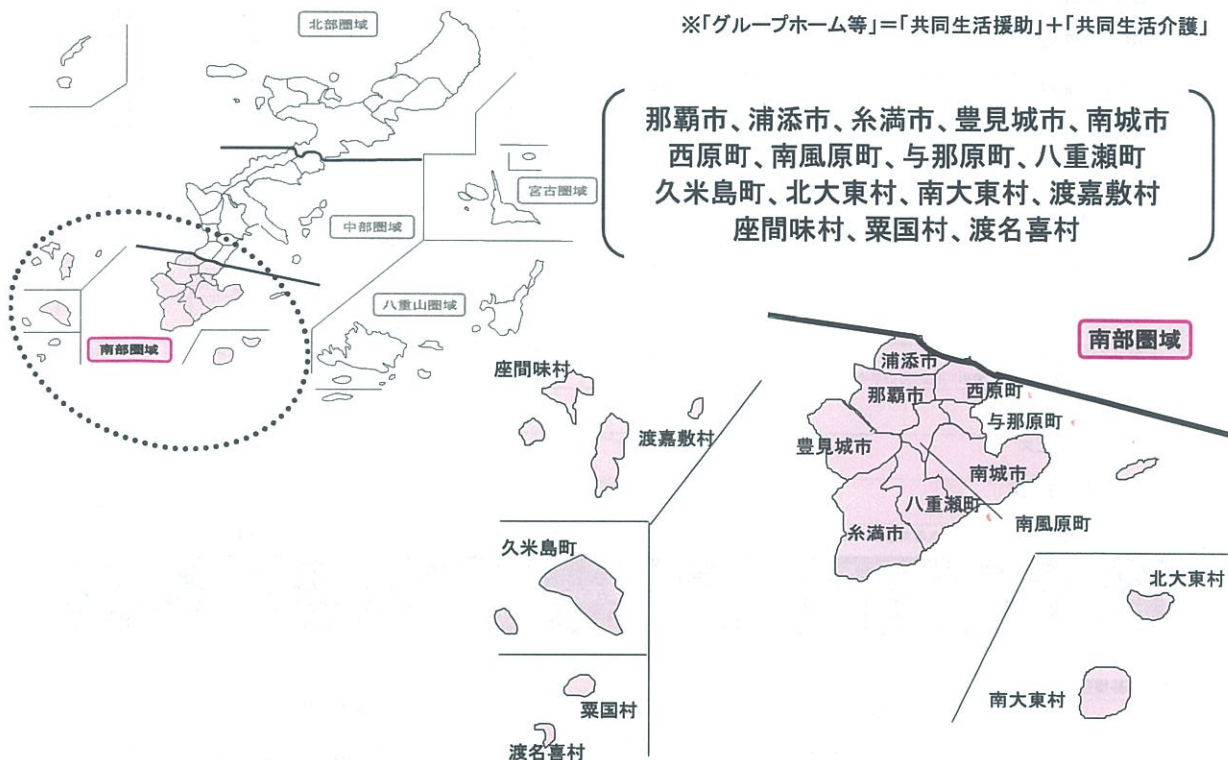 ※「グループホーム等」＝「共同生活援助」＋「共同生活介護」
北部圏域
那覇市、浦添市、糸満市、豊見城市、南城市
西原町、南風原町、与那原町、八重瀬町
久米島町、北大東村、南大東村、渡嘉敷村
座間味村、粟国村、渡名喜村
宮古圏域
中部圏域
八重山圏域
南部圏域
南部圏域
座間味村
渡嘉敷村
久米島町
粟国村
渡名喜村
浦添市
那覇市
西原町
与那原町
豊見城市
南城市
八重瀬町
糸満市
南風原町
北大東村
南大東村